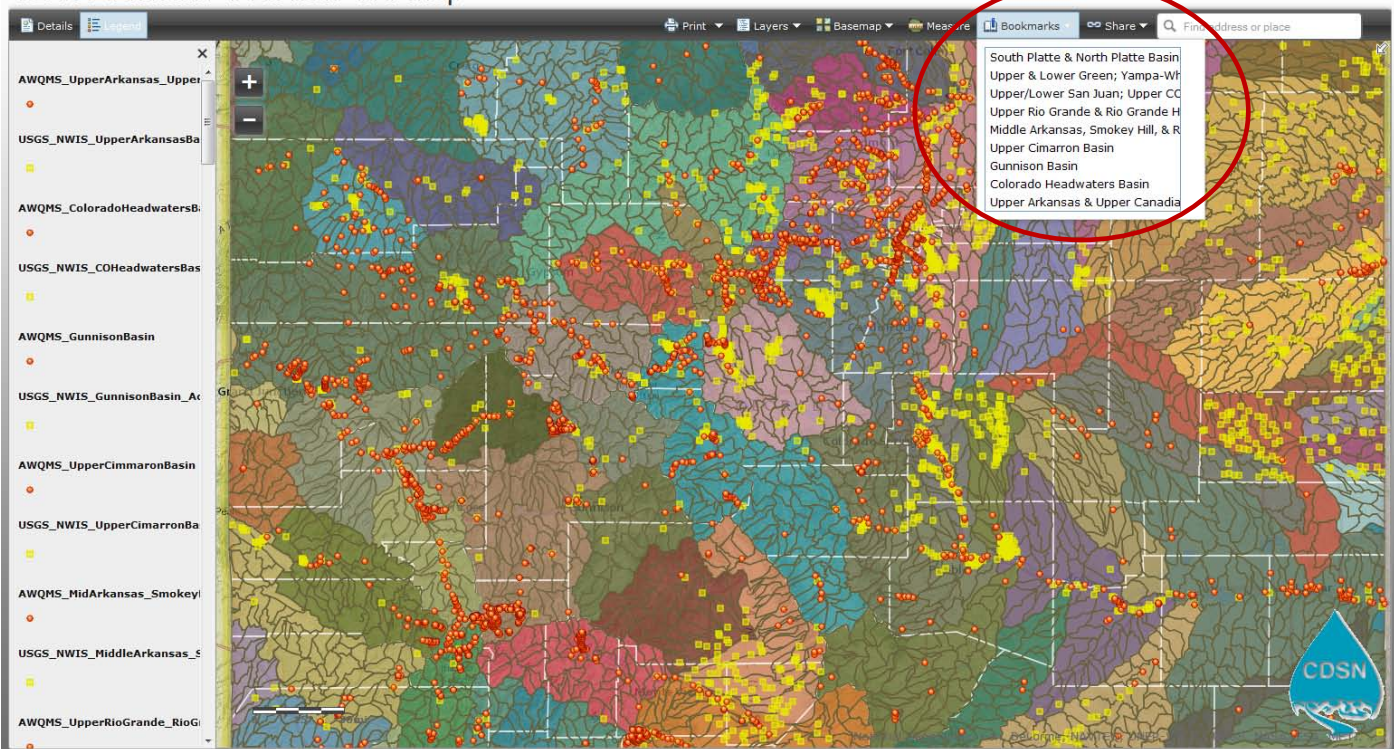 Details
Legend
Print
Layers
Basemap
Measure
Bookmarks
Share
Find address or place
AWQMS_UpperArkansas_Upper
USGS_NWIS_UpperArkansasBa
AWQMS_ColoradoHeadwatersB
USGS_NWIS_COHeadwatersBas
AWQMS_GunnisonBasin
USGS_NWIS_GunnisonBasin_Ac
AWQMS_UpperCimmaronBasin
USGS_NWIS_UpperCimarronBa
AWQMS_MidArkansas_Smokey
USGS_NWIS_MiddleArkansas_S
AWQMS_UpperRioGrande_RioG
+
-
South Platte & North Platte Basin
Upper & Lower Green; Yampa-Wh
Upper/Lower San Juan; Upper CO
Upper Rio Grande & Rio Grande H
Middle Arkansas, Smokey Hill, & R
Upper Cimarron Basin
Gunnison Basin
Colorado Headwaters Basin
Upper Arkansas & Upper Canadia
Gypsum
CDSN